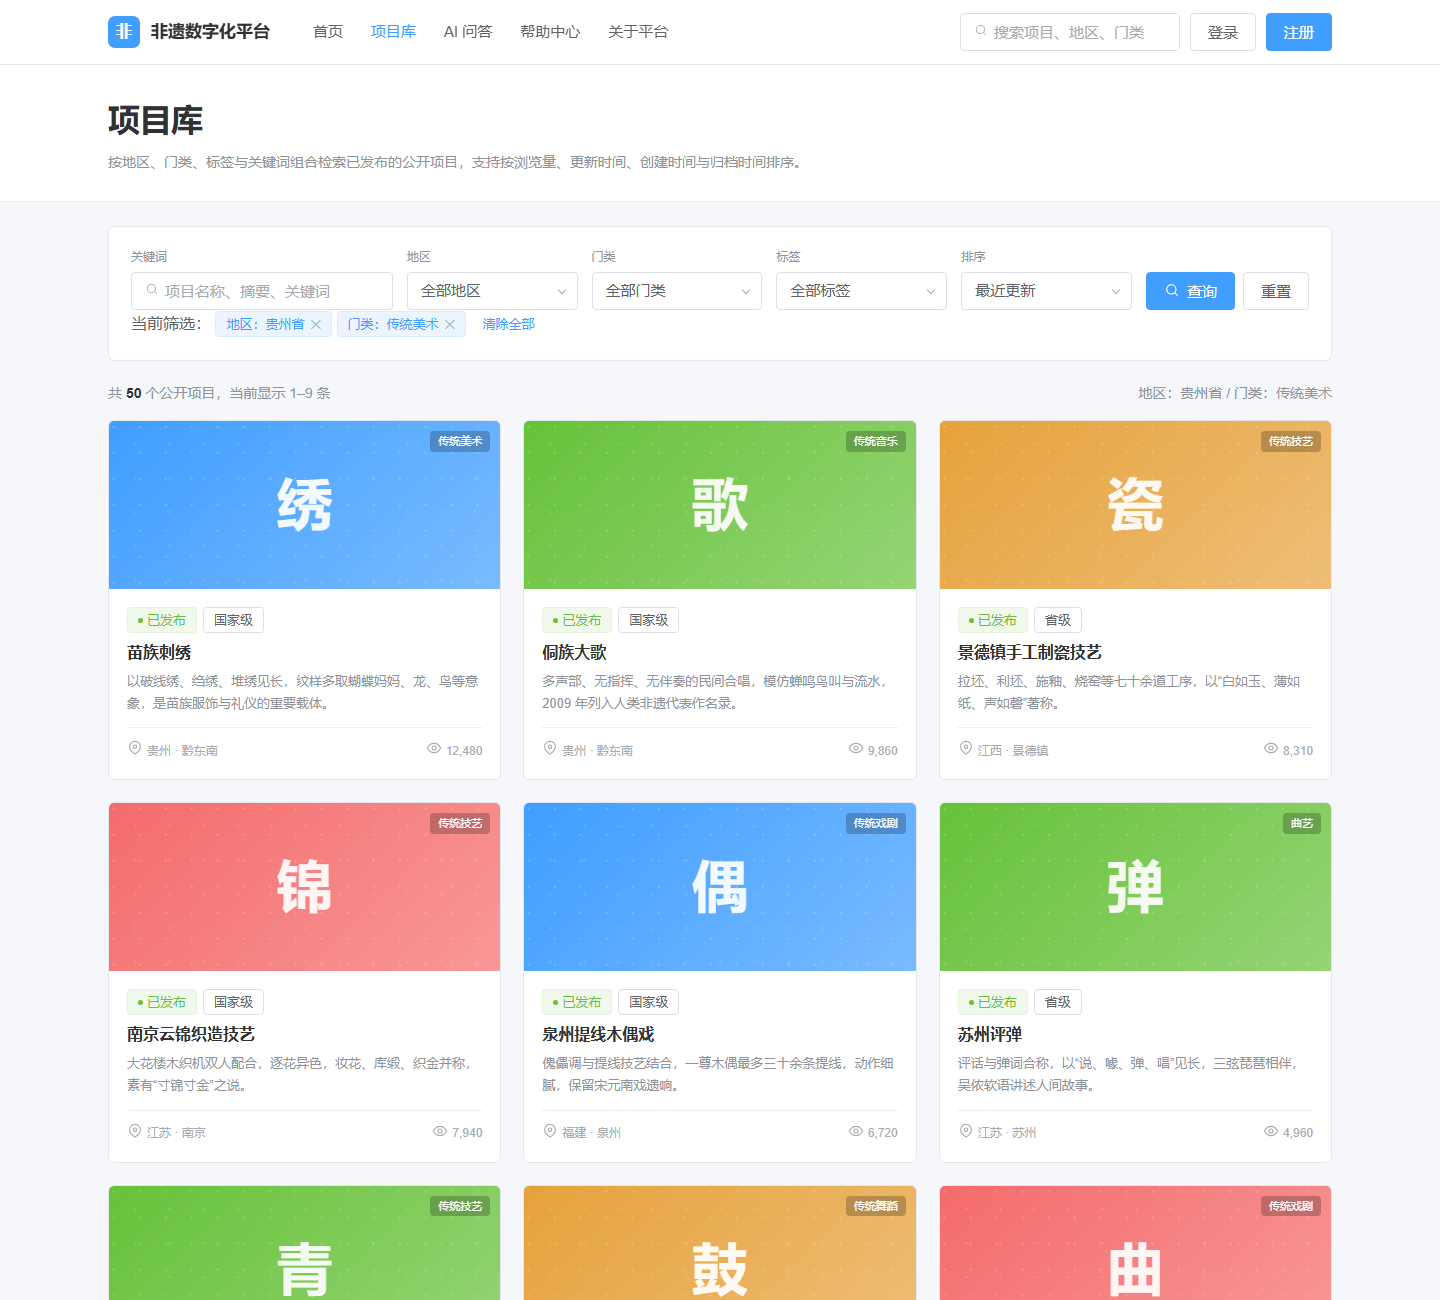 非 非遗数字化平台 首页 项目库 AI 问答 帮助中心 关于平台 搜索项目、地区、门类 登录 注册
项目库
按地区、门类、标签与关键词组合检索已发布的公开项目，支持按浏览量、更新时间、创建时间与归档时间排序。
关键词 地区 门类 标签 排序
项目名称、摘要、关键词 全部地区 全部门类 全部标签 最近更新 查询 重置
当前筛选： 地区：贵州省 门类：传统美术 清除全部
共 50 个公开项目，当前显示 1–9 条 地区：贵州省 / 门类：传统美术
传统美术
绣
已发布 国家级
苗族刺绣
以破线绣、绉绣、堆绣见长，纹样多取蝴蝶妈妈、龙、鸟等意
象，是苗族服饰与礼仪的重要载体。
贵州 · 黔东南 12,480
传统音乐
歌
已发布 国家级
侗族大歌
多声部、无指挥、无伴奏的民间合唱，模仿蝉鸣鸟叫与流水，
2009 年列入人类非遗代表作名录。
贵州 · 黔东南 9,860
传统技艺
瓷
已发布 省级
景德镇手工制瓷技艺
拉坯、利坯、施釉、烧窑等七十余道工序，以“白如玉、薄如
纸、声如磬”著称。
江西 · 景德镇 8,310
传统技艺
锦
已发布 国家级
南京云锦织造技艺
大花楼木织机双人配合，逐花异色，妆花、库缎、织金并称，
素有“寸锦寸金”之说。
江苏 · 南京 7,940
传统戏剧
偶
已发布 国家级
泉州提线木偶戏
傀儡调与提线技艺结合，一尊木偶最多三十余条提线，动作细
腻，保留宋元南戏遗响。
福建 · 泉州 6,720
曲艺
弹
已发布 省级
苏州评弹
评话与弹词合称，以“说、噱、弹、唱”见长，三弦琵琶相伴，
吴侬软语讲述人间故事。
江苏 · 苏州 4,960
传统技艺
青
传统舞蹈
鼓
传统戏剧
曲